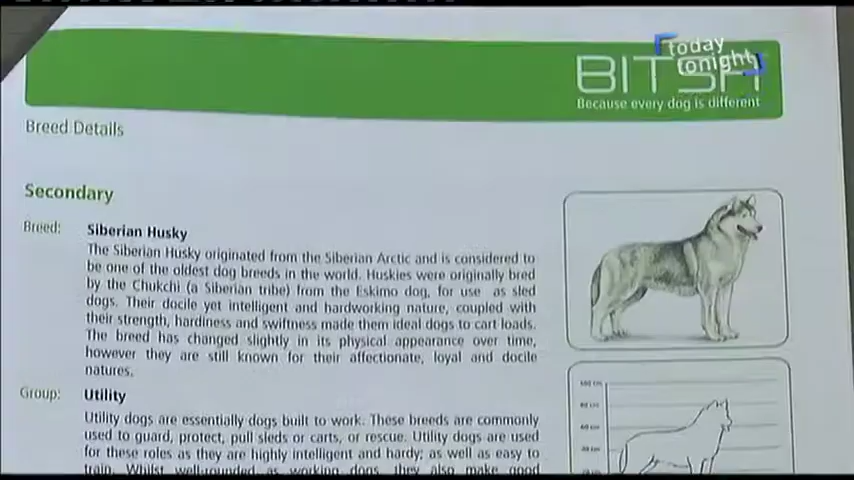 today
tonight
BITSA
Because every dog is different
Breed Details
Secondary
Breed: Siberian Husky
The Siberian Husky originated from the Siberian Arctic and is considered to
be one of the oldest dog breeds in the world. Huskies were originally bred
by the Chukchi (a Siberian tribe) from the Eskimo dog, for use as sled
dogs. Their docile yet intelligent and hardworking nature, coupled with
their strength, hardiness and swiftness made them ideal dogs to cart loads.
The breed has changed slightly in its physical appearance over time,
however they are still known for their affectionate, loyal and docile
natures.
Group: Utility
Utility dogs are essentially dogs built to work. These breeds are commonly
used to guard, protect, pull sleds or carts, or rescue. Utility dogs are used
for these roles as they are highly intelligent and hardy; as well as easy to
train. Whilst well-rounded as working dogs, they also make good
100 cm